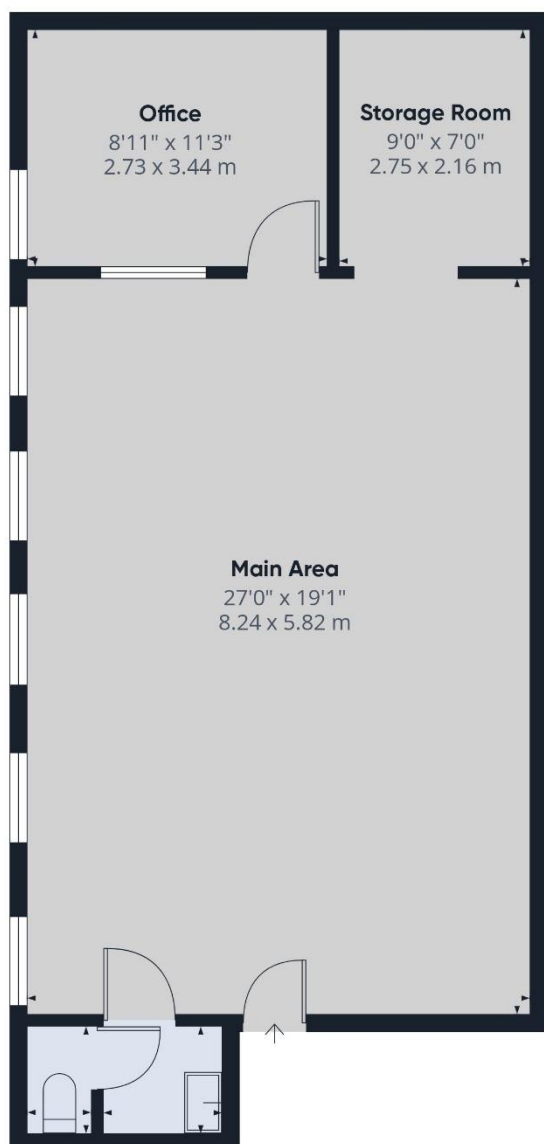 Office
8'11" x 11'3"
2.73 x 3.44 m
Storage Room
9'0" x 7'0"
2.75 x 2.16 m
Main Area
27'0" x 19'1"
8.24 x 5.82 m